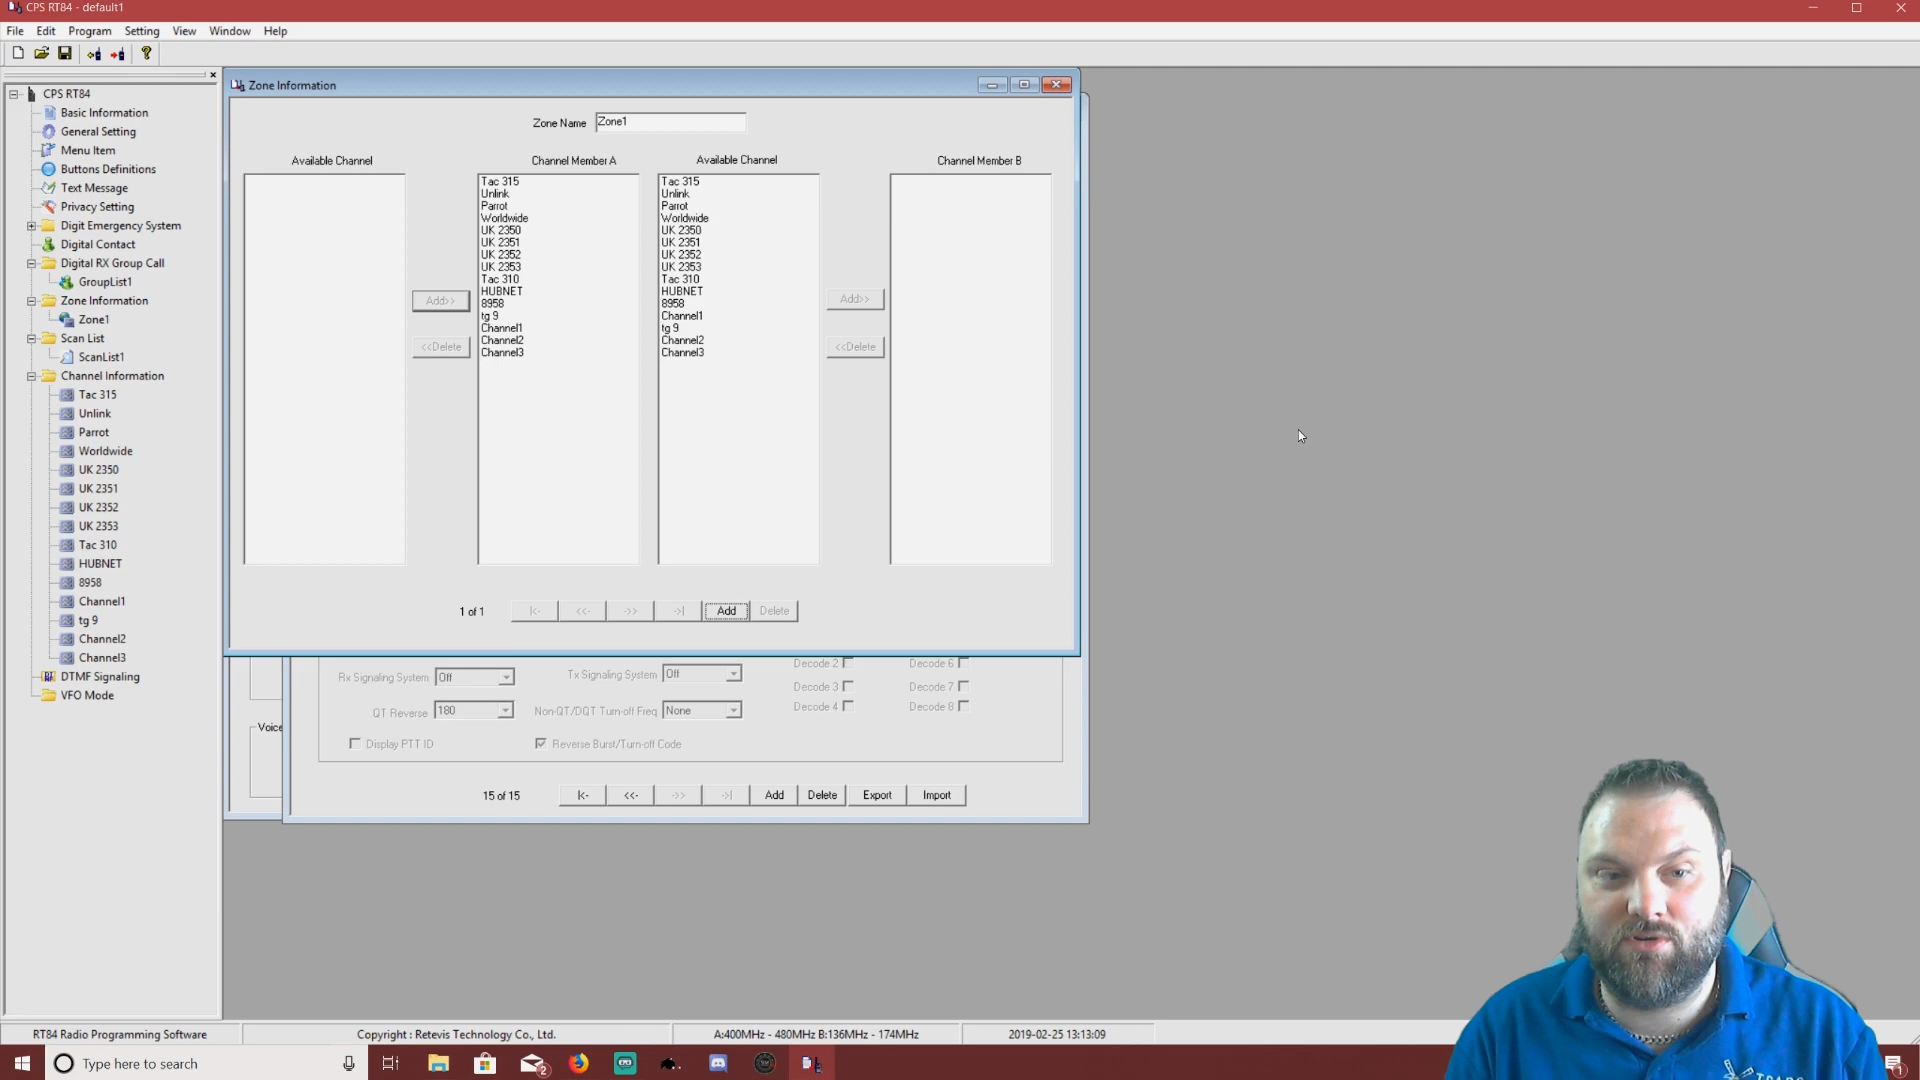 CPS RT84 - default1
File Edit Program Setting View Window Help
CPS RT84
Basic Information
General Setting
Menu Item
Buttons Definitions
Text Message
Privacy Setting
Digit Emergency System
Digital Contact
Digital RX Group Call
GroupList1
Zone Information
Zone1
Scan List
ScanList1
Channel Information
Tac 315
Unlink
Parrot
Worldwide
UK 2350
UK 2351
UK 2352
UK 2353
Tac 310
HUBNET
8958
Channel1
tg 9
Channel2
Channel3
DTMF Signaling
VFO Mode
Zone Information
Zone Name Zone1
Available Channel
Channel Member A
Tac 315
Unlink
Parrot
Worldwide
UK 2350
UK 2351
UK 2352
UK 2353
Tac 310
HUBNET
8958
tg 9
Channel1
Channel2
Channel3
Add>>
<<Delete
Available Channel
Tac 315
Unlink
Parrot
Worldwide
UK 2350
UK 2351
UK 2352
UK 2353
Tac 310
HUBNET
8958
Channel1
tg 9
Channel2
Channel3
Channel Member B
Add>>
<<Delete
1 of 1 |<- <<- ->> ->| Add Delete
Rx Signaling System Off Tx Signaling System Off Decode 2 Decode 6
Decode 3 Decode 7
QT Reverse 180 Non-QT/DQT Turn-off Freq None Decode 4 Decode 8
Voice
Display PTT ID Reverse Burst/Turn-off Code
15 of 15 |<- <<- ->> ->| Add Delete Export Import
RT84 Radio Programming Software Copyright : Retevis Technology Co., Ltd. A:400MHz - 480MHz B:136MHz - 174MHz 2019-02-25 13:13:09
Type here to search
2
1